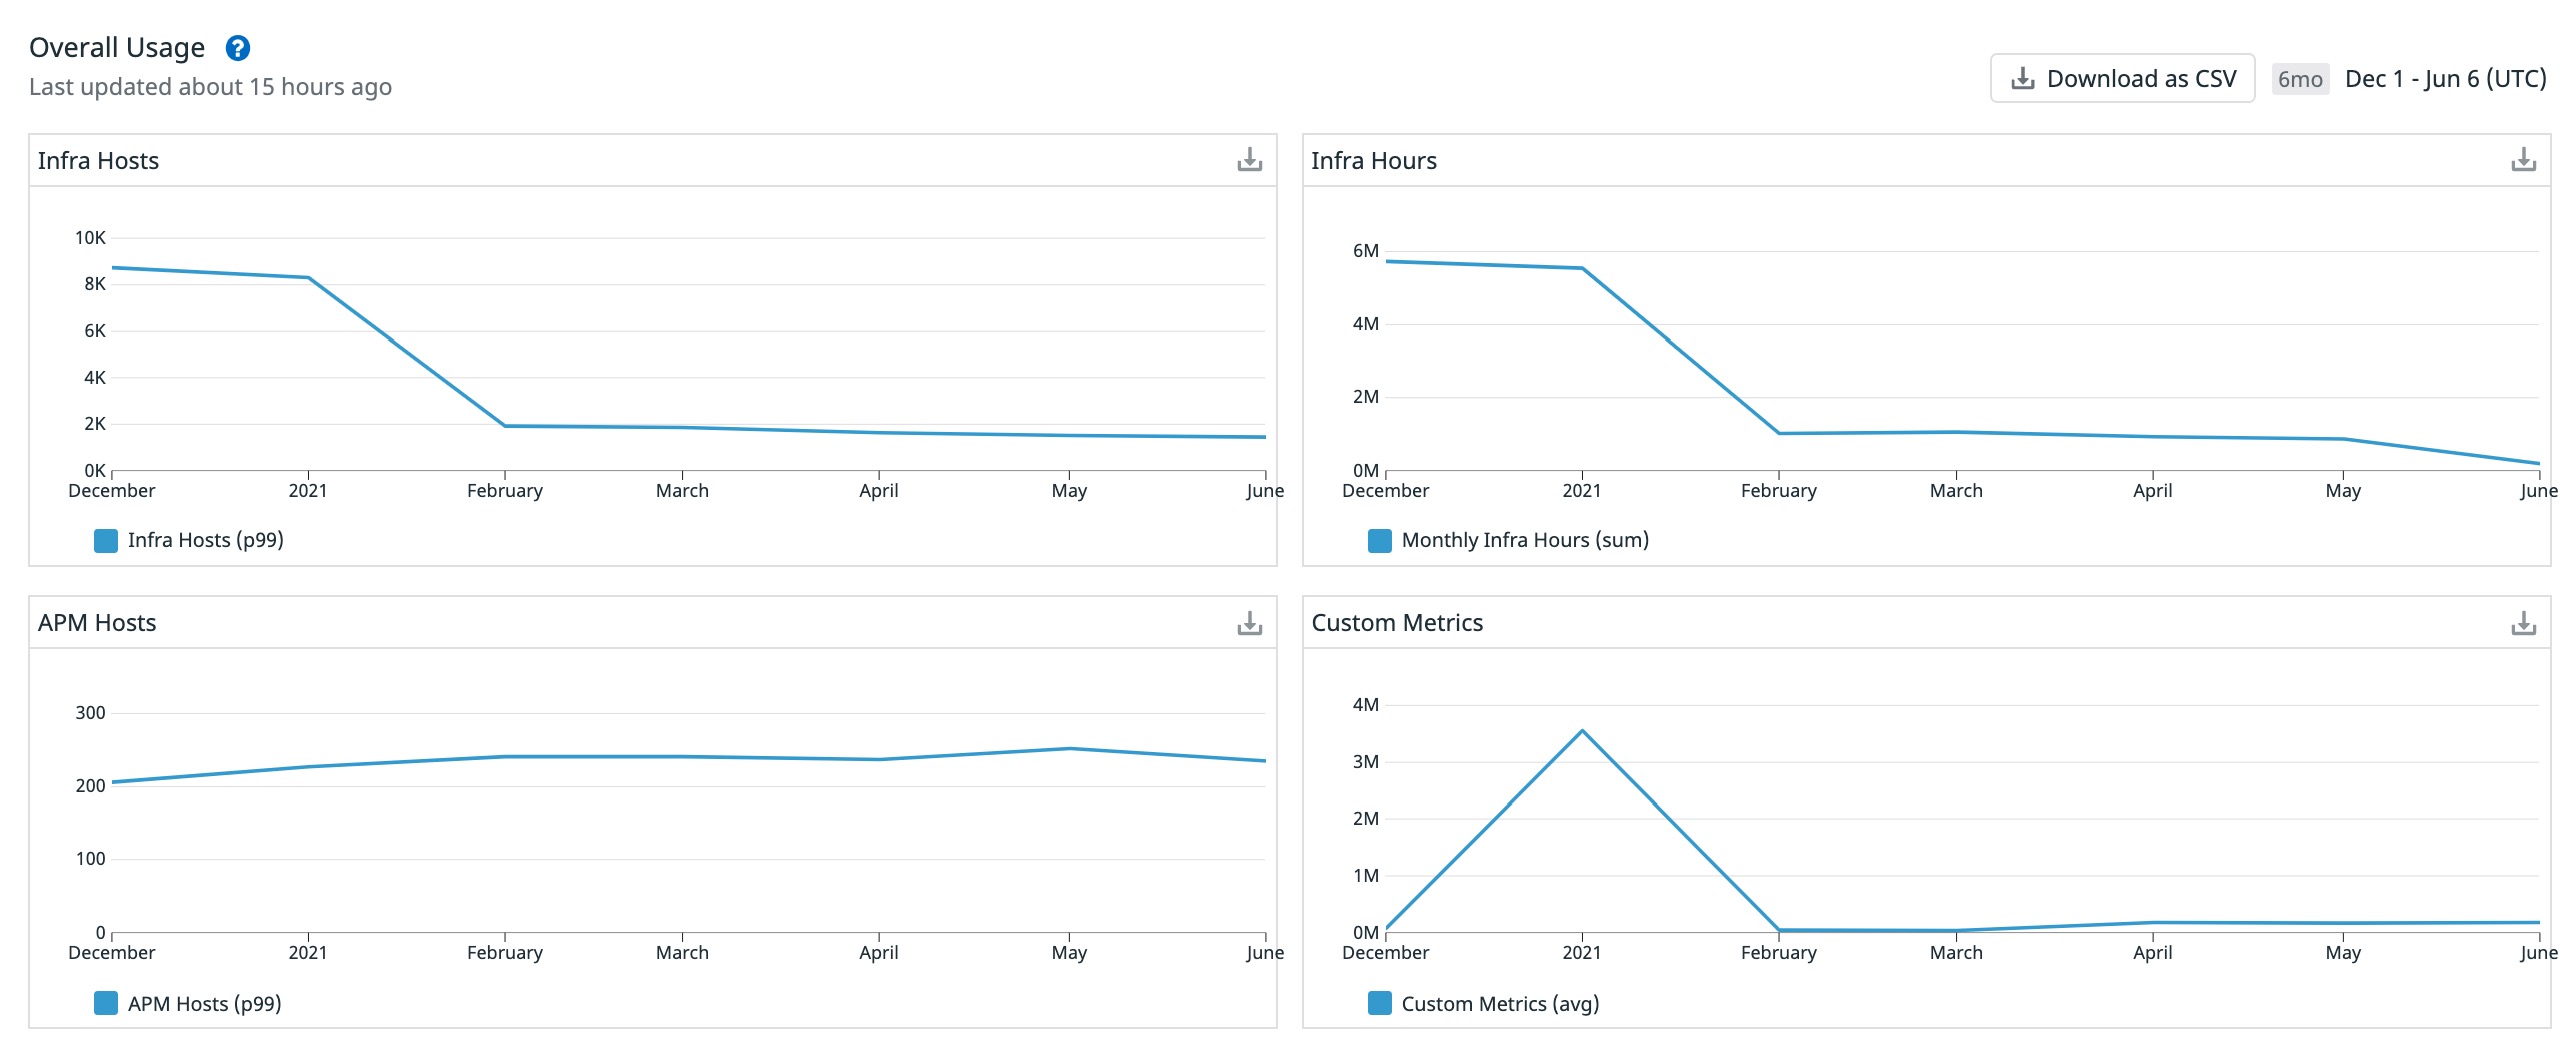 Overall Usage
Last updated about 15 hours ago
Download as CSV
6mo
Dec 1 - Jun 6 (UTC)
Infra Hosts
10K
8K
6K
4K
2K
0K
December 2021 February March April May June
Infra Hosts (p99)
Infra Hours
6M
4M
2M
0M
December 2021 February March April May June
Monthly Infra Hours (sum)
APM Hosts
300
200
100
0
December 2021 February March April May June
APM Hosts (p99)
Custom Metrics
4M
3M
2M
1M
0M
December 2021 February March April May June
Custom Metrics (avg)